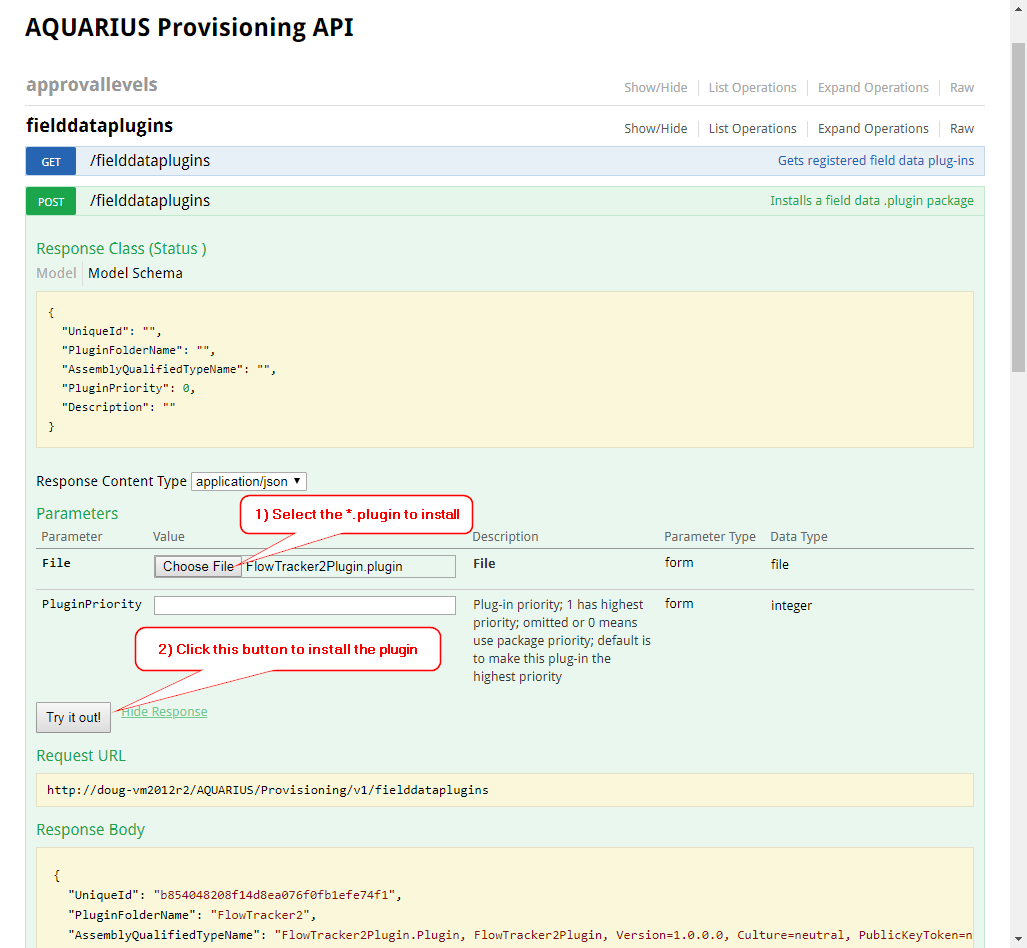 AQUARIUS Provisioning API
approvallevels Show/Hide List Operations Expand Operations Raw
fielddataplugins Show/Hide List Operations Expand Operations Raw
GET /fielddataplugins Gets registered field data plug-ins
POST /fielddataplugins Installs a field data .plugin package
Response Class (Status )
Model Model Schema
{
"UniqueId": "",
"PluginFolderName": "",
"AssemblyQualifiedTypeName": "",
"PluginPriority": 0,
"Description": ""
}
Response Content Type application/json
1) Select the *.plugin to install
Parameters
Parameter Value Description Parameter Type Data Type
File Choose File FlowTracker2Plugin.plugin File form file
PluginPriority Plug-in priority; 1 has highest form integer
priority; omitted or 0 means
use package priority; default is
to make this plug-in the
highest priority
2) Click this button to install the plugin
Try it out! Hide Response
Request URL
http://doug-vm2012r2/AQUARIUS/Provisioning/v1/fielddataplugins
Response Body
{
"UniqueId": "b854048208f14d8ea076f0fb1efe74f1",
"PluginFolderName": "FlowTracker2",
"AssemblyQualifiedTypeName": "FlowTracker2Plugin.Plugin, FlowTracker2Plugin, Version=1.0.0.0, Culture=neutral, PublicKeyToken=n